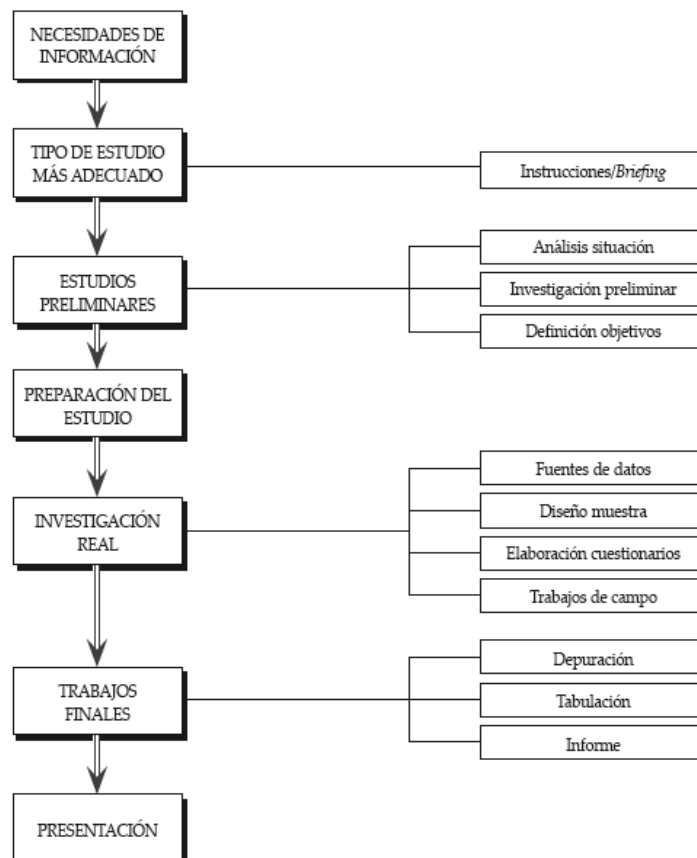 NECESIDADES DE
INFORMACIÓN
TIPO DE ESTUDIO
MÁS ADECUADO
Instrucciones/Briefing
ESTUDIOS
PRELIMINARES
Análisis situación
Investigación preliminar
Definición objetivos
PREPARACIÓN DEL
ESTUDIO
INVESTIGACIÓN
REAL
Fuentes de datos
Diseño muestra
Elaboración cuestionarios
Trabajos de campo
TRABAJOS
FINALES
Depuración
Tabulación
Informe
PRESENTACIÓN